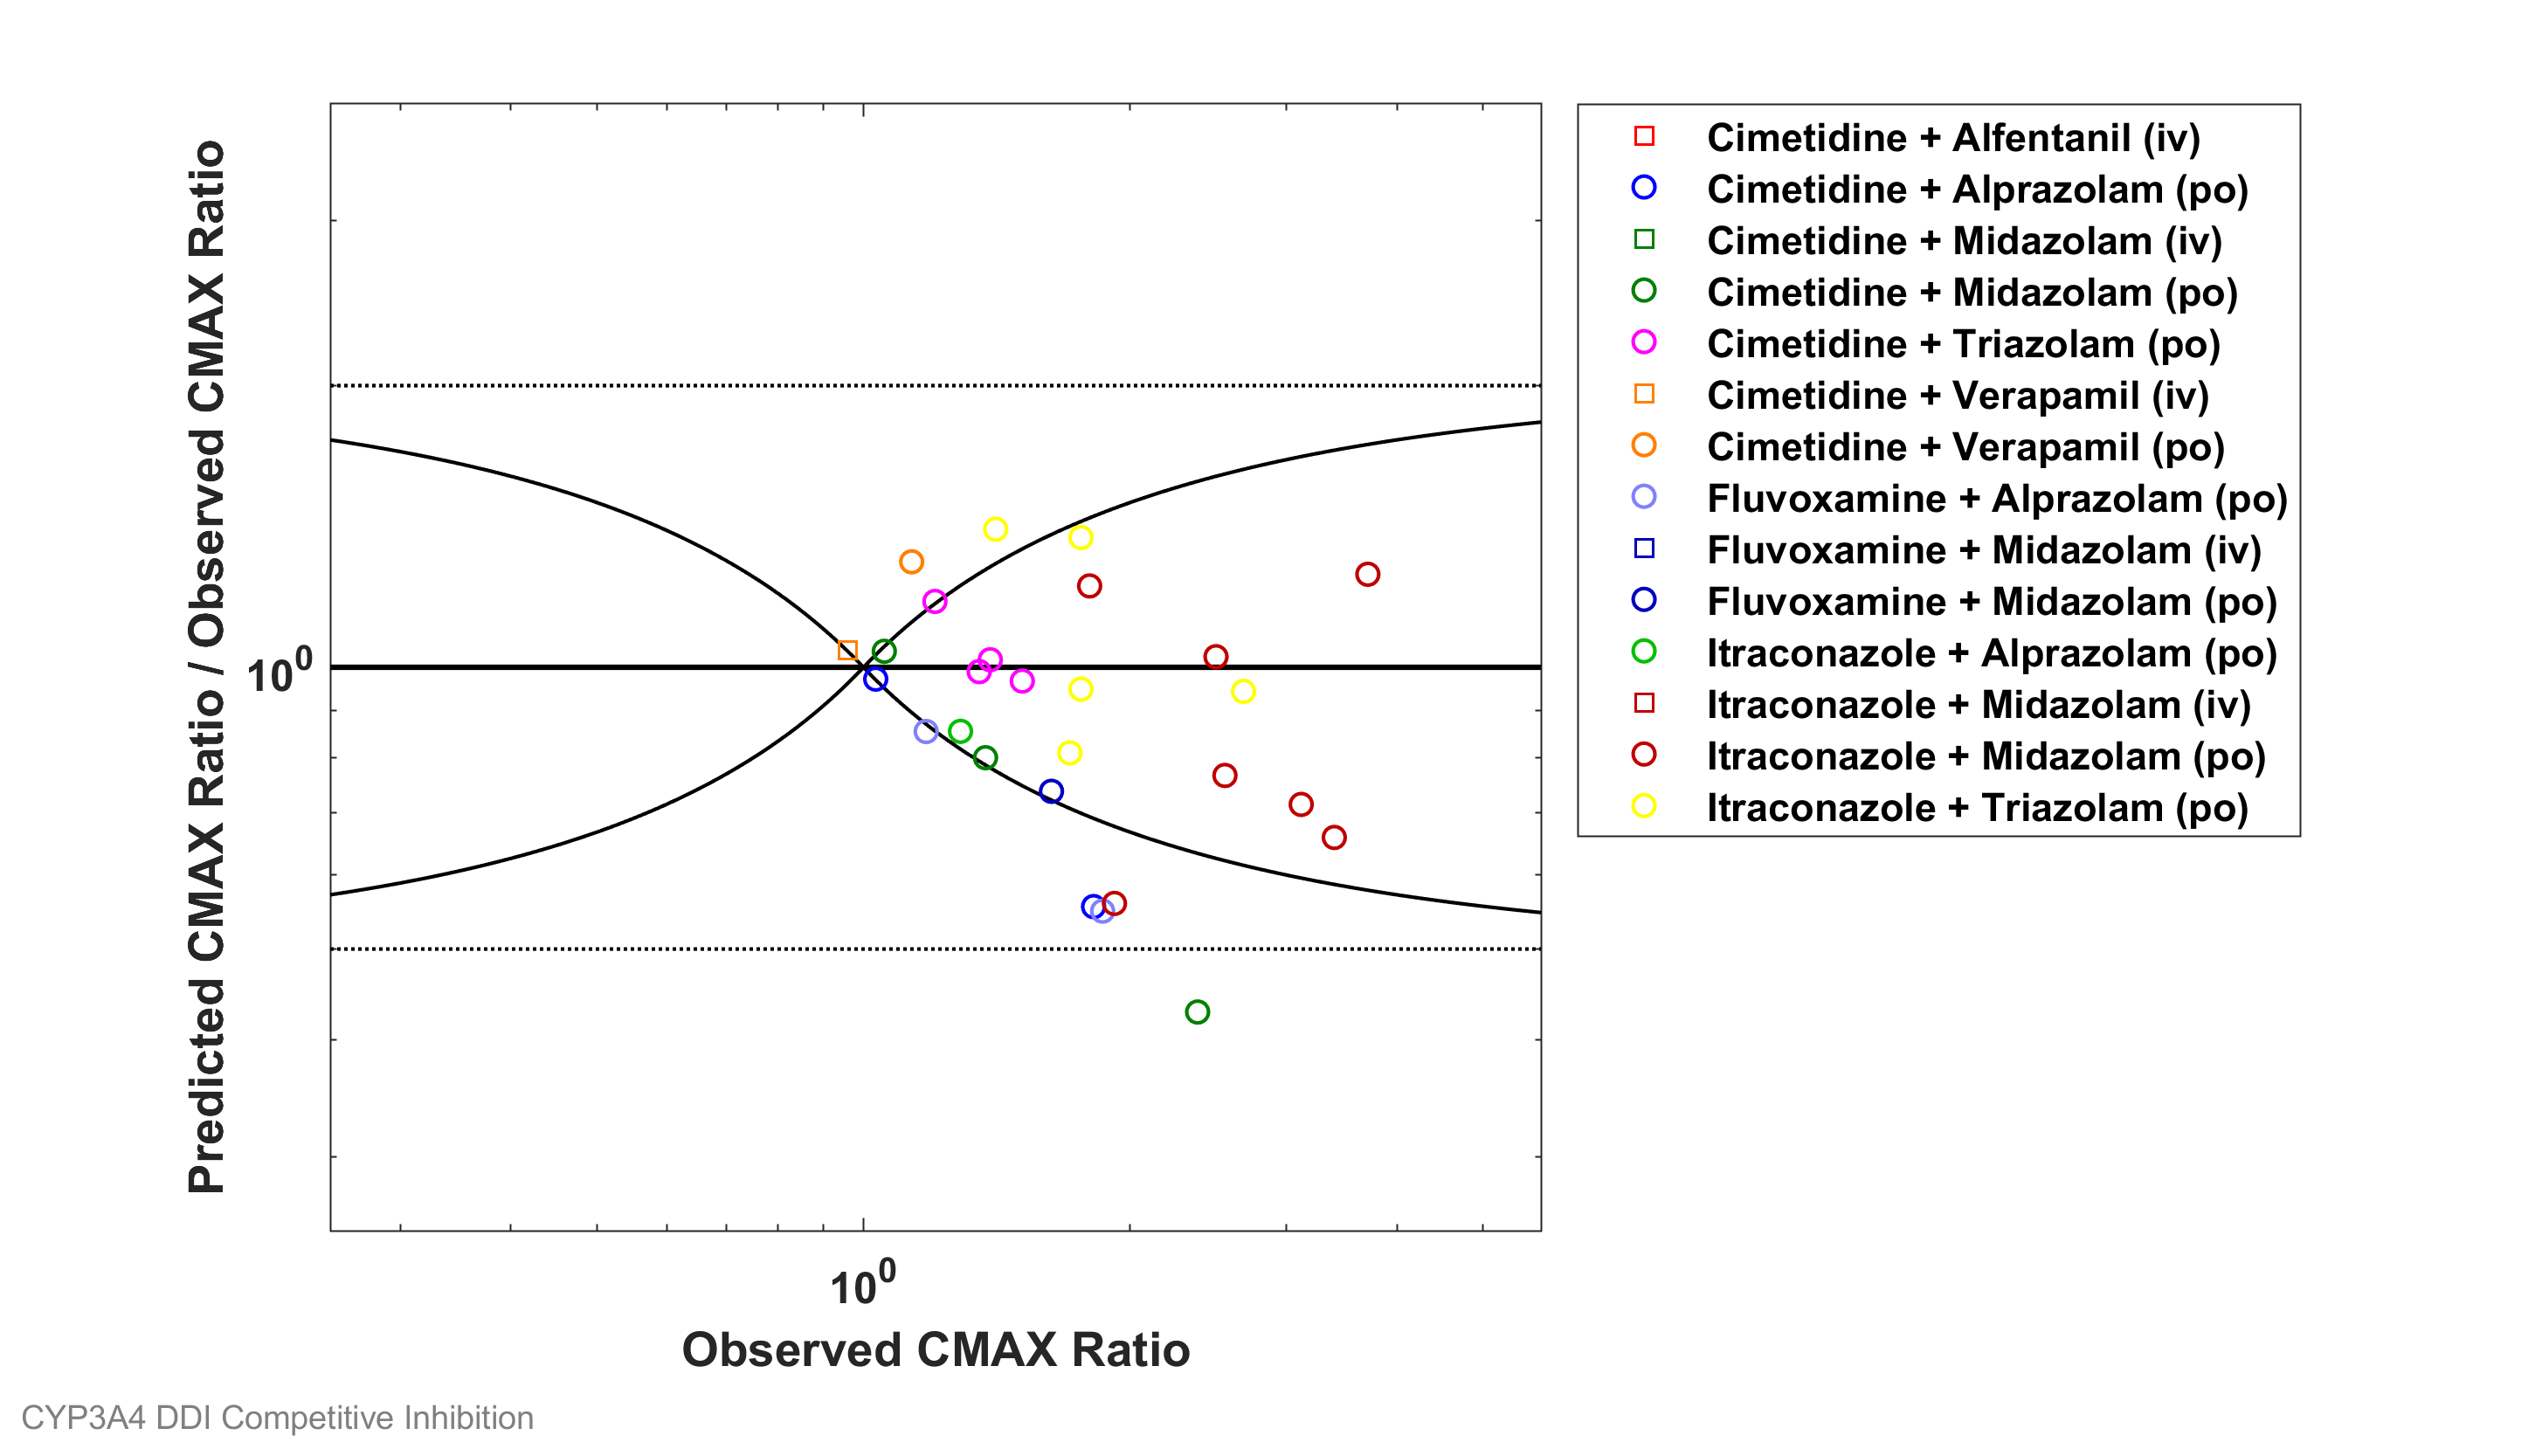 Predicted CMAX Ratio / Observed CMAX Ratio
10^0
10^0
Observed CMAX Ratio
Cimetidine + Alfentanil (iv)
Cimetidine + Alprazolam (po)
Cimetidine + Midazolam (iv)
Cimetidine + Midazolam (po)
Cimetidine + Triazolam (po)
Cimetidine + Verapamil (iv)
Cimetidine + Verapamil (po)
Fluvoxamine + Alprazolam (po)
Fluvoxamine + Midazolam (iv)
Fluvoxamine + Midazolam (po)
Itraconazole + Alprazolam (po)
Itraconazole + Midazolam (iv)
Itraconazole + Midazolam (po)
Itraconazole + Triazolam (po)
CYP3A4 DDI Competitive Inhibition